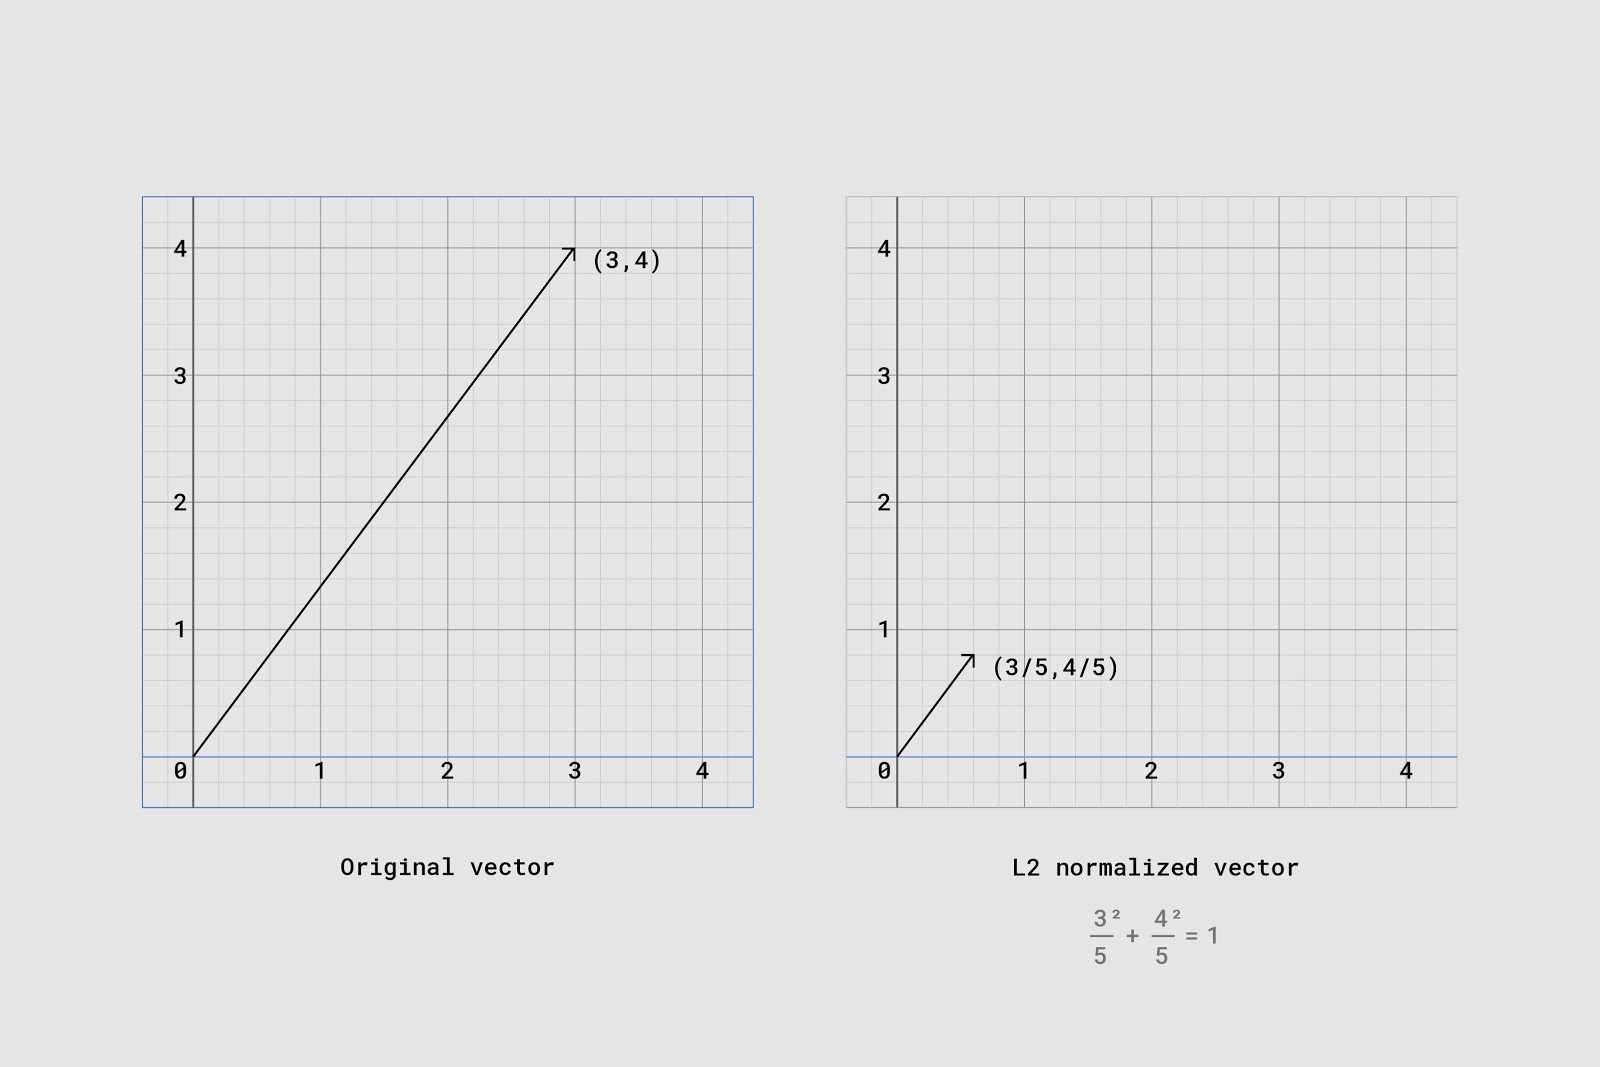 4
(3,4)
3
2
1
0 1 2 3 4
Original vector
4
3
2
1
(3/5,4/5)
0 1 2 3 4
L2 normalized vector
3² 4²
— + — = 1
5 5